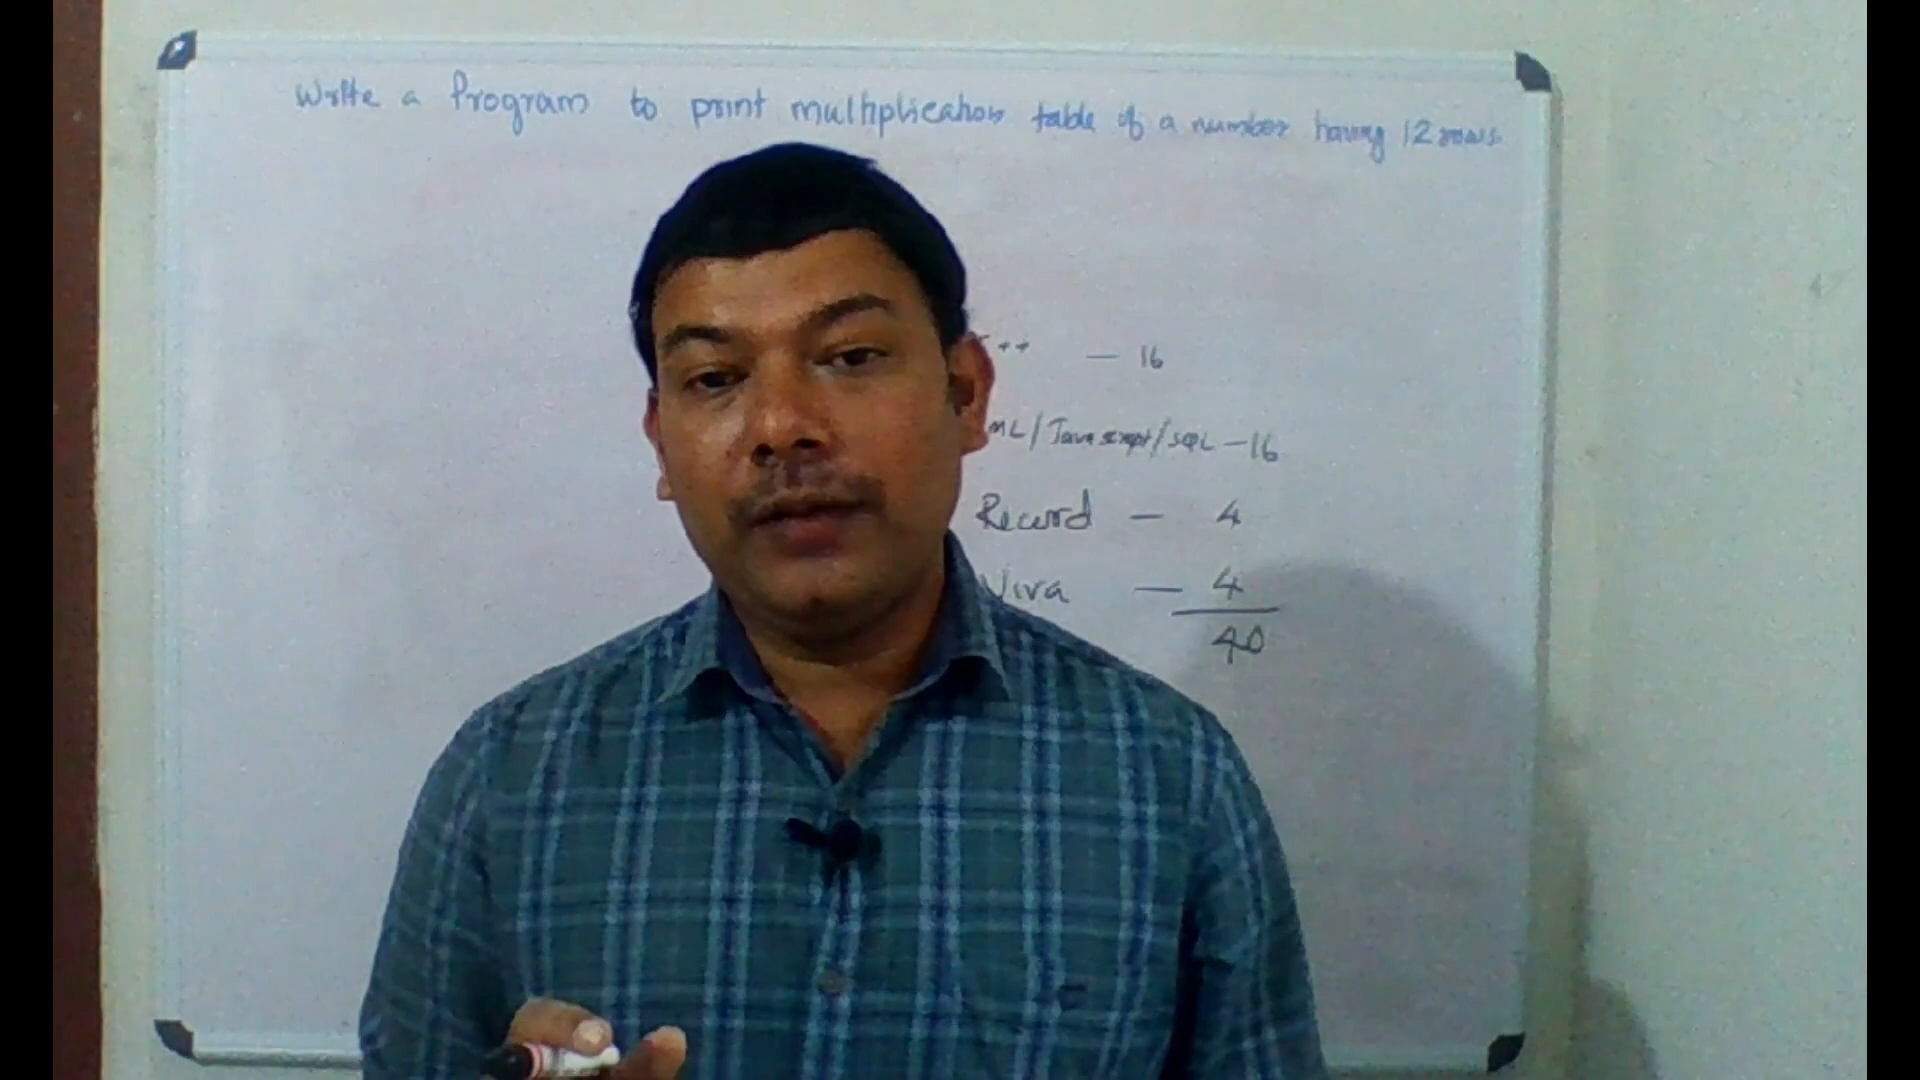 Write a Program to print multiplication table of a number having 12 rows
++ — 16
ML/Javascript/SQL — 16
Record — 4
Viva — 4
40